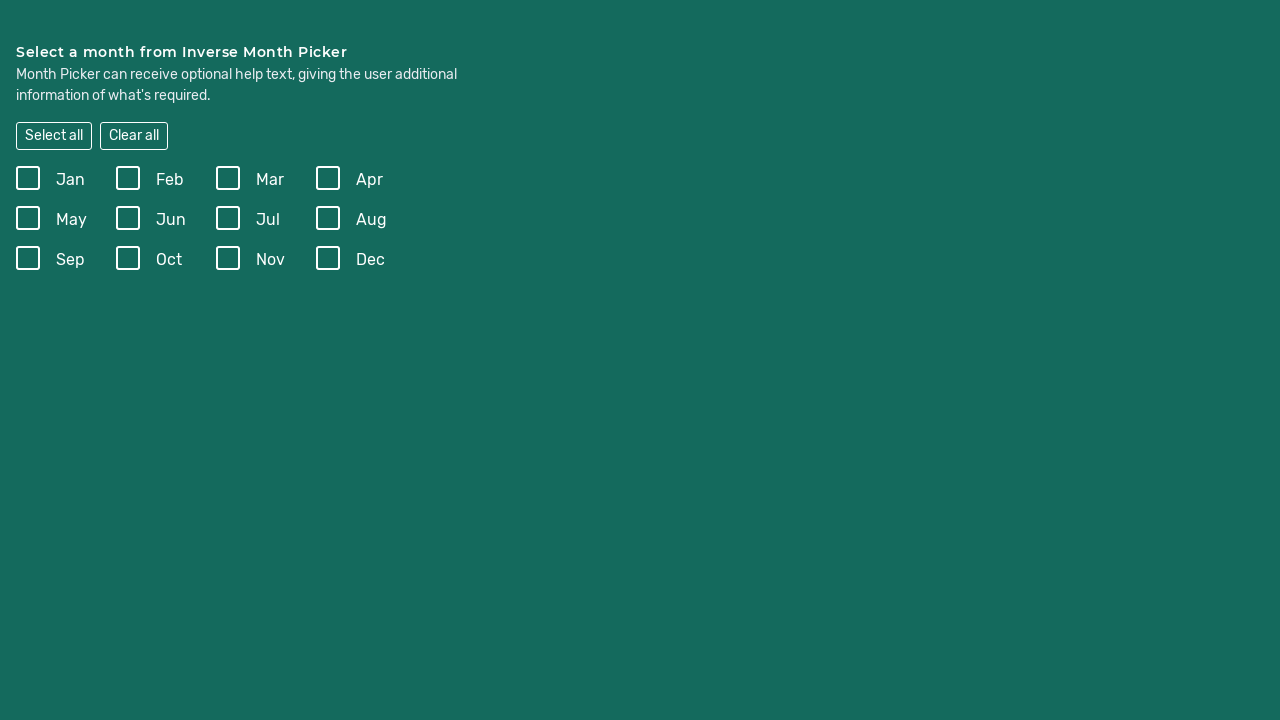 Select a month from Inverse Month Picker
Month Picker can receive optional help text, giving the user additional
information of what's required.
Select all Clear all
Jan Feb Mar Apr
May Jun Jul Aug
Sep Oct Nov Dec